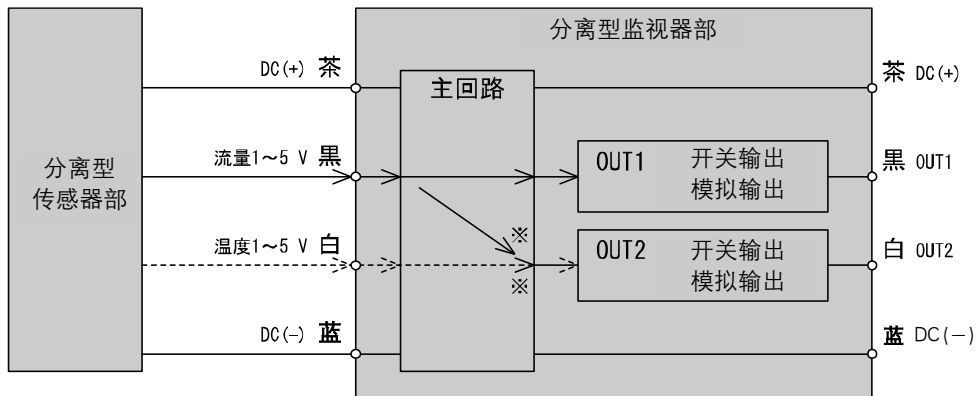 分离型监视器部
DC(+) 茶
茶 DC(+)
主回路
分离型
传感器部
流量1～5 V 黒
OUT1 开关输出
模拟输出
黒 OUT1
温度1～5 V 白
※
※
OUT2 开关输出
模拟输出
白 OUT2
DC(-) 蓝
蓝 DC(－)